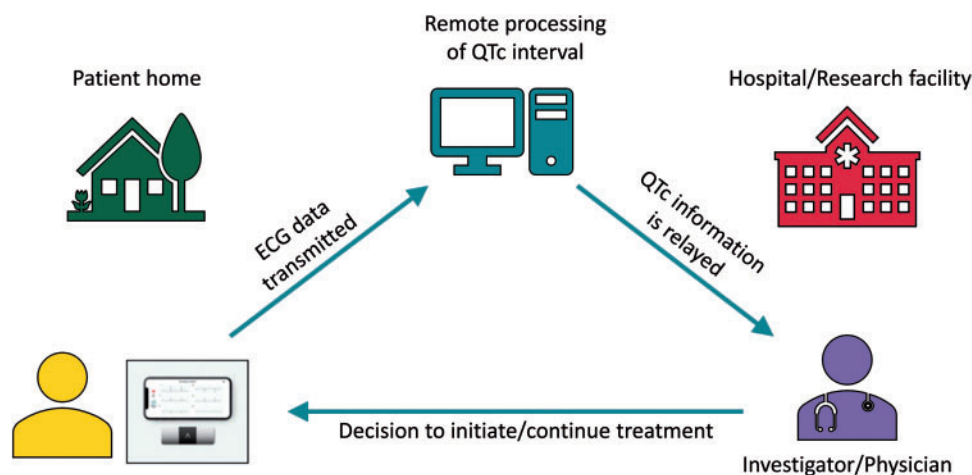 Remote processing
of QTc interval
Patient home
Hospital/Research facility
ECG data
transmitted
QTc information
is relayed
Decision to initiate/continue treatment
Investigator/Physician